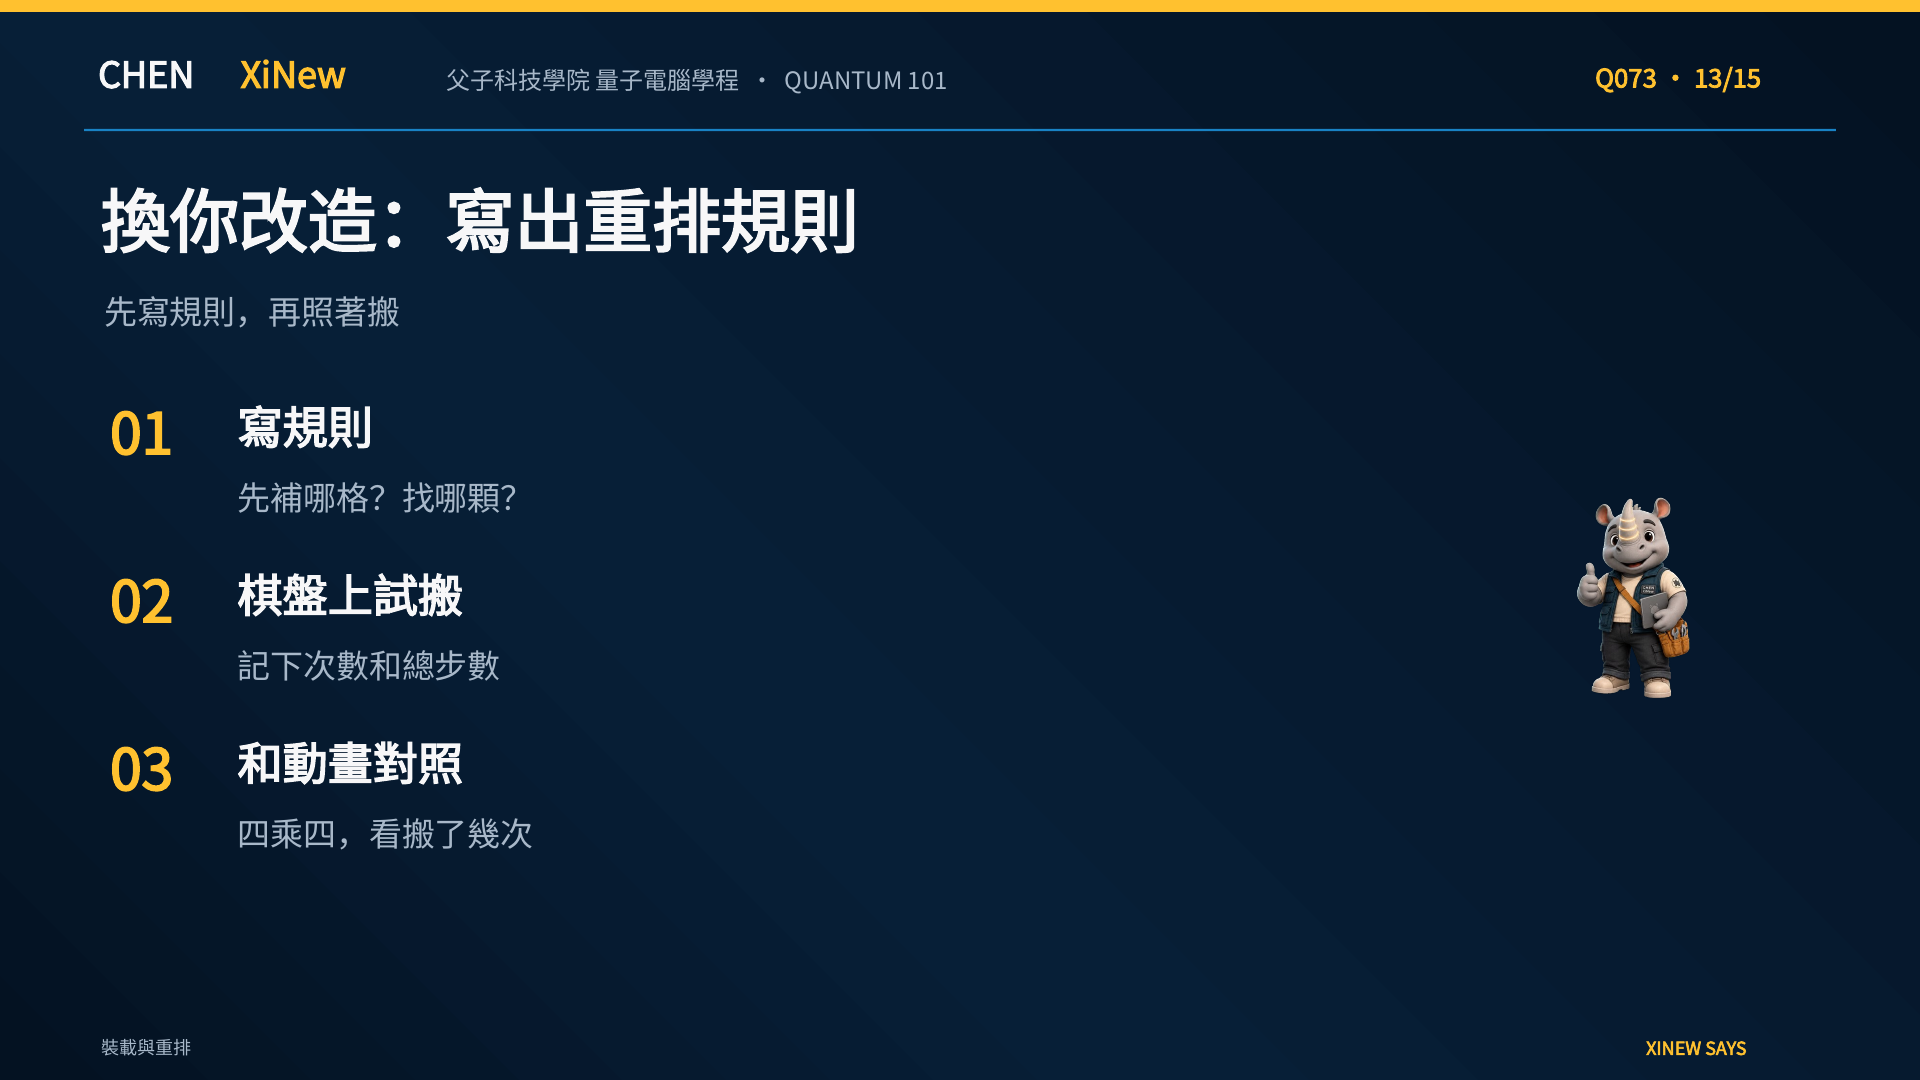 CHEN XiNew 父子科技學院 量子電腦學程 · QUANTUM 101 Q073 · 13/15
換你改造：寫出重排規則
先寫規則，再照著搬
01 寫規則
先補哪格？找哪顆？
02 棋盤上試搬
記下次數和總步數
03 和動畫對照
四乘四，看搬了幾次
裝載與重排 XINEW SAYS